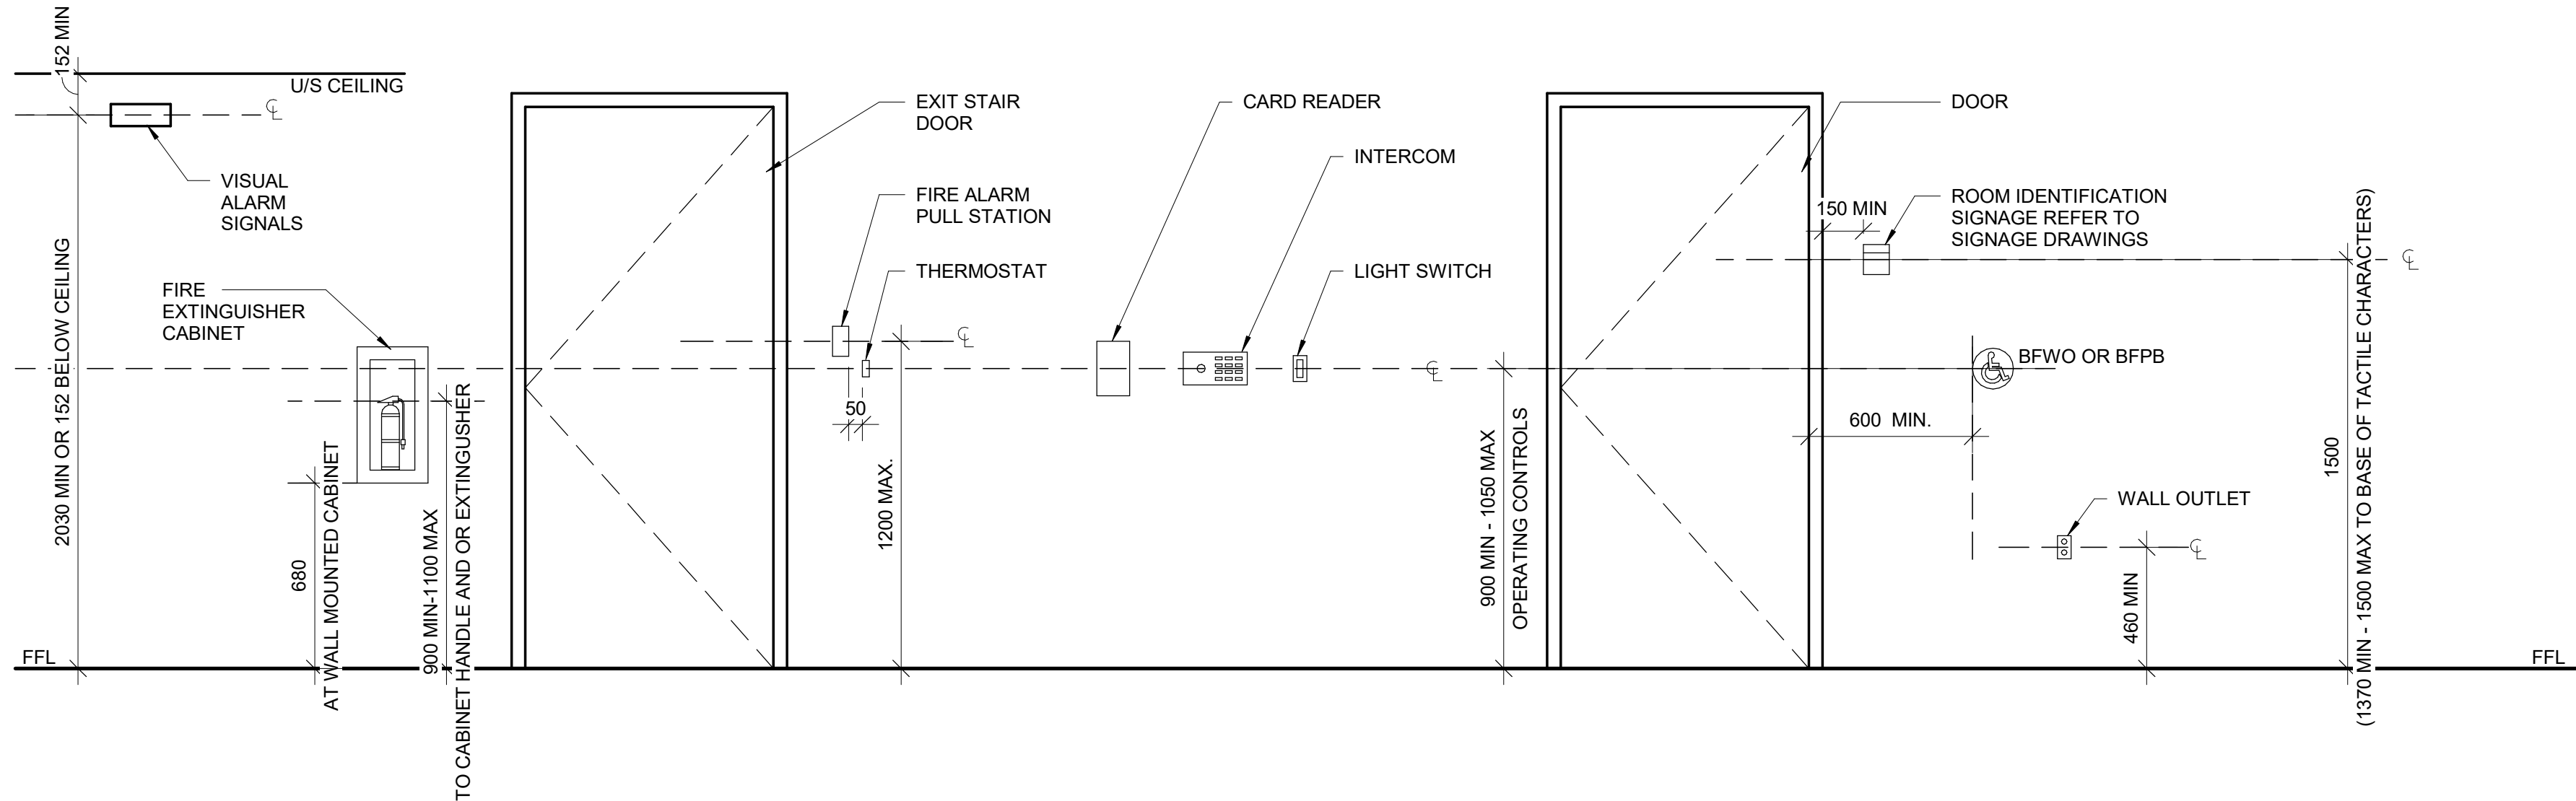 152 MIN
U/S CEILING
℄
VISUAL
ALARM
SIGNALS
2030 MIN OR 152 BELOW CEILING
FIRE
EXTINGUISHER
CABINET
680
AT WALL MOUNTED CABINET
900 MIN-1100 MAX
TO CABINET HANDLE AND OR EXTINGUSHER
FFL
EXIT STAIR
DOOR
FIRE ALARM
PULL STATION
THERMOSTAT
℄
50
1200 MAX.
CARD READER
INTERCOM
LIGHT SWITCH
℄
900 MIN - 1050 MAX
OPERATING CONTROLS
DOOR
150 MIN
ROOM IDENTIFICATION
SIGNAGE REFER TO
SIGNAGE DRAWINGS
℄
BFWO OR BFPB
600 MIN.
WALL OUTLET
℄
460 MIN
1500
(1370 MIN - 1500 MAX TO BASE OF TACTILE CHARACTERS)
FFL